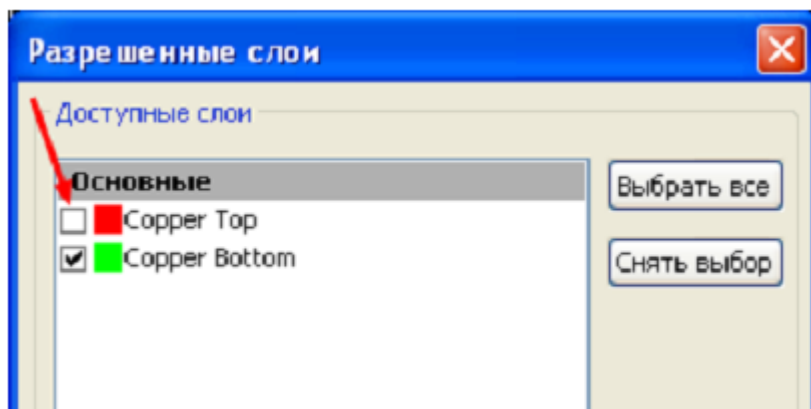 Разрешенные слои
Доступные слои
Основные
Выбрать все
Copper Top
Copper Bottom
Снять выбор